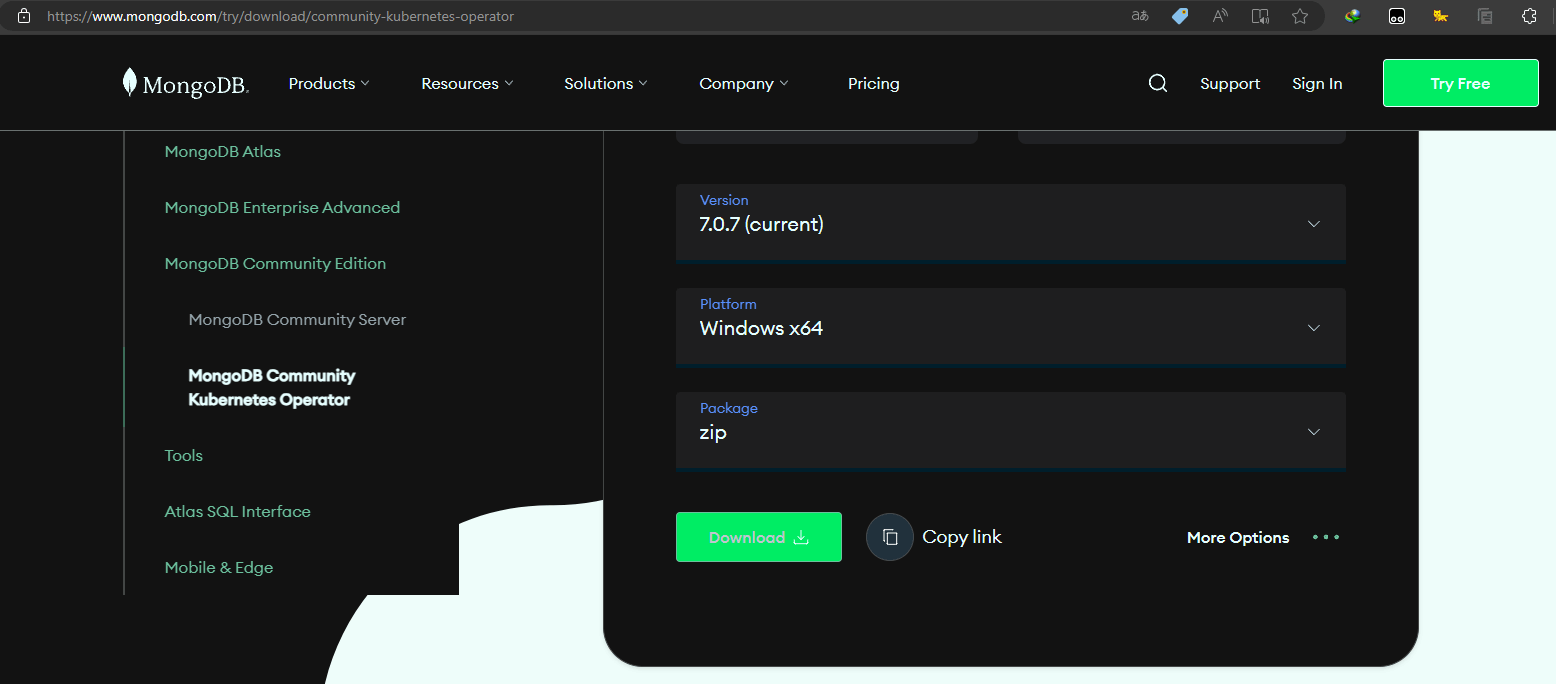 https://www.mongodb.com/try/download/community-kubernetes-operator
aあ
MongoDB.
Products
Resources
Solutions
Company
Pricing
Support
Sign In
Try Free
MongoDB Atlas
MongoDB Enterprise Advanced
MongoDB Community Edition
MongoDB Community Server
MongoDB Community
Kubernetes Operator
Tools
Atlas SQL Interface
Mobile & Edge
Version
7.0.7 (current)
Platform
Windows x64
Package
zip
Download
Copy link
More Options